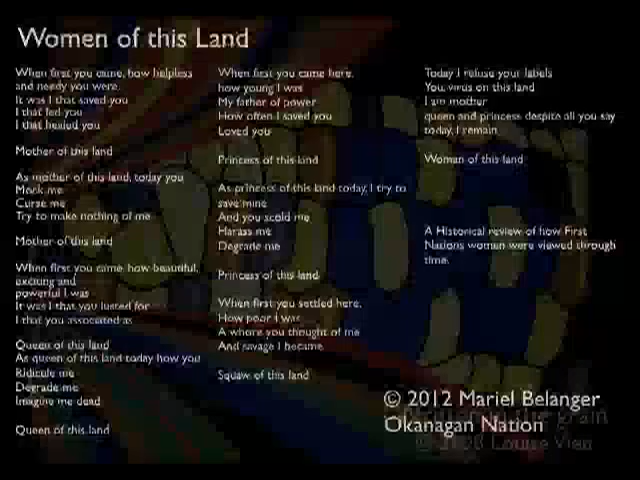 Women of this Land
When first you came, how helpless
and needy you were.
It was I that saved you
I that fed you
I that healed you
Mother of this land
As mother of this land, today you
Mock me
Curse me
Try to make nothing of me
Mother of this land
When first you came how beautiful,
exciting and
powerful I was
It was I that you lusted for
I that you associated as
Queen of this land
As queen of this land today how you
Ridicule me
Degrade me
Imagine me dead
Queen of this land
When first you came here,
how young I was
My father of power
How often I saved you
Loved you
Princess of this land
As princess of this land today, I try to
save mine
And you scold me
Harass me
Degrade me
Princess of this land
When first you settled here,
How poor I was
A whore you thought of me
And savage I became
Squaw of this land
Today I refuse your labels
You, virus on this land
I am mother
queen and princess despite all you say
today, I remain
Woman of this land
A Historical review of how First
Nations women were viewed through
time.
© 2012 Mariel Belanger
Okanagan Nation